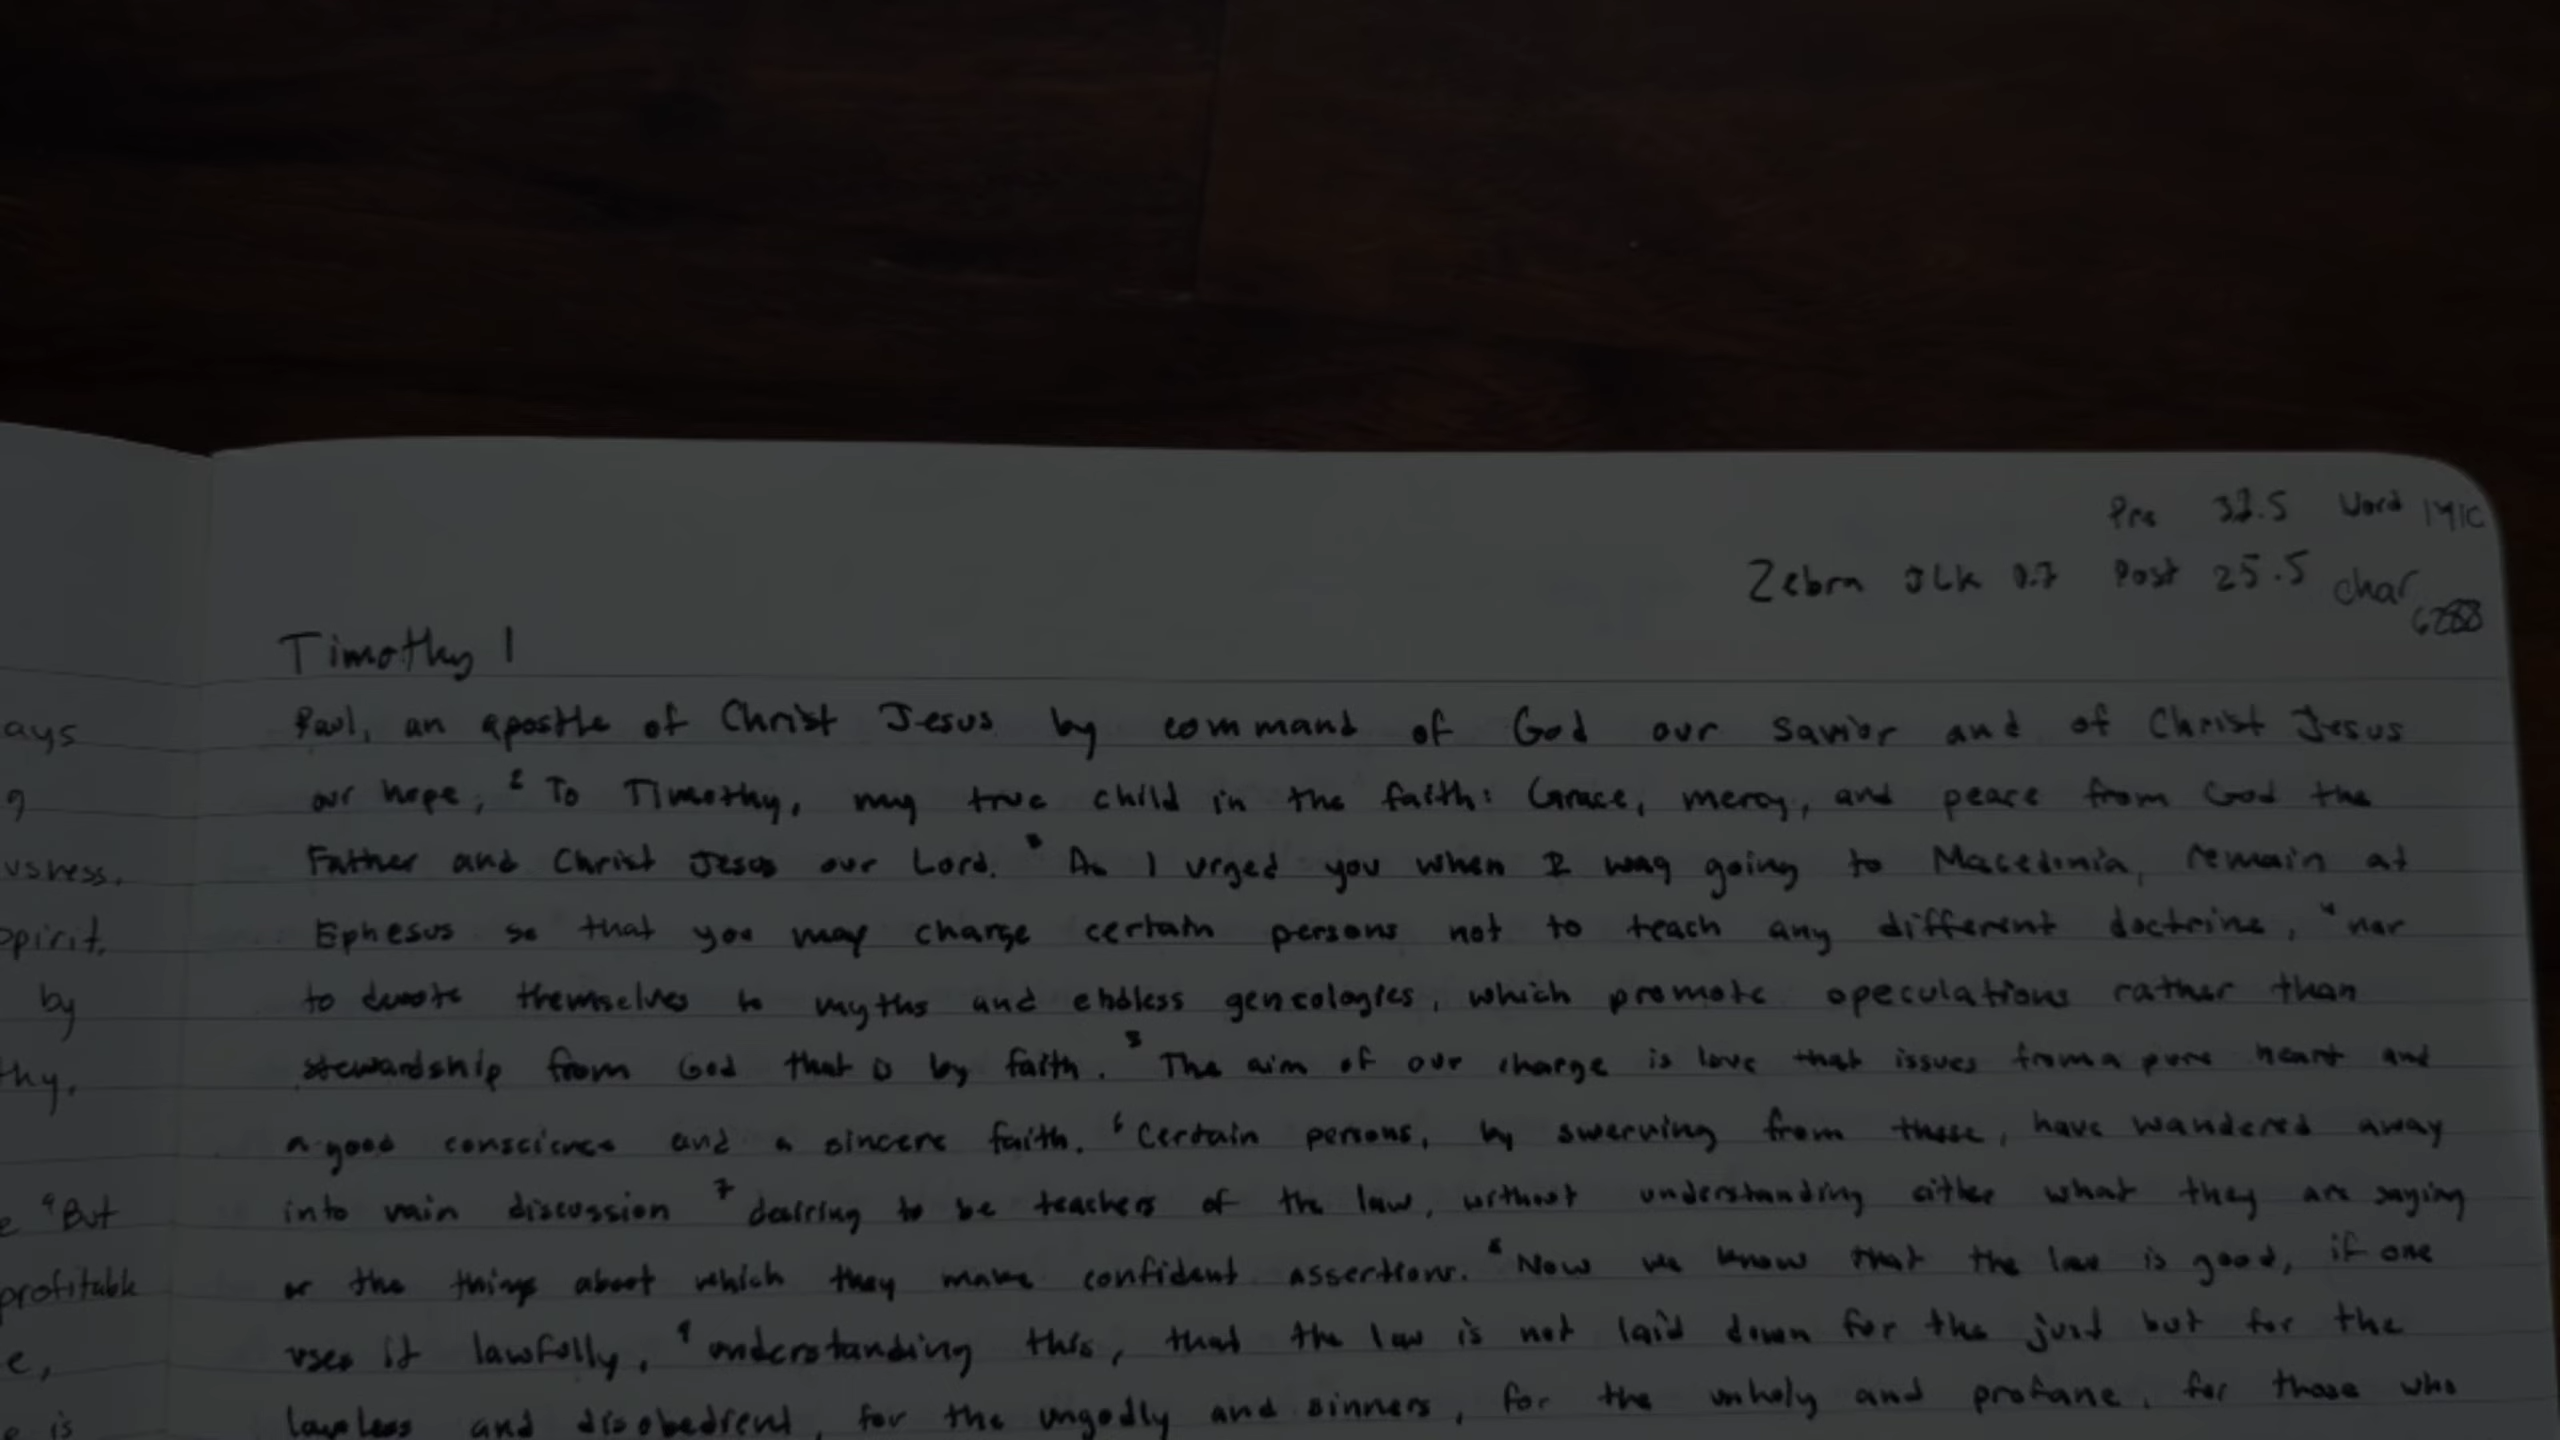 Pre 33.5 Word 1410
Zebra JLK 0.7 Post 25.5 char
6288
Timothy 1
Paul, an apostle of Christ Jesus by command of God our Savior and of Christ Jesus
our hope, 2 To Timothy, my true child in the faith: Grace, mercy, and peace from God the
Father and Christ Jesus our Lord. 3 As I urged you when I was going to Macedonia, remain at
Ephesus so that you may charge certain persons not to teach any different doctrine, 4 nor
to devote themselves to myths and endless geneologies, which promote speculations rather than
stewardship from God that is by faith. 5 The aim of our charge is love that issues from a pure heart and
a good conscience and a sincere faith. 6 Certain persons, by swerving from these, have wandered away
into vain discussion 7 desiring to be teachers of the law, without understanding either what they are saying
or the things about which they make confident assertions. 8 Now we know that the law is good, if one
uses it lawfully, 9 understanding this, that the law is not laid down for the just but for the
lawless and disobedient, for the ungodly and sinners, for the unholy and profane, for those who
ays
g
usness.
pirit.
by
thy.
e 9 But
profitable
e,
e is